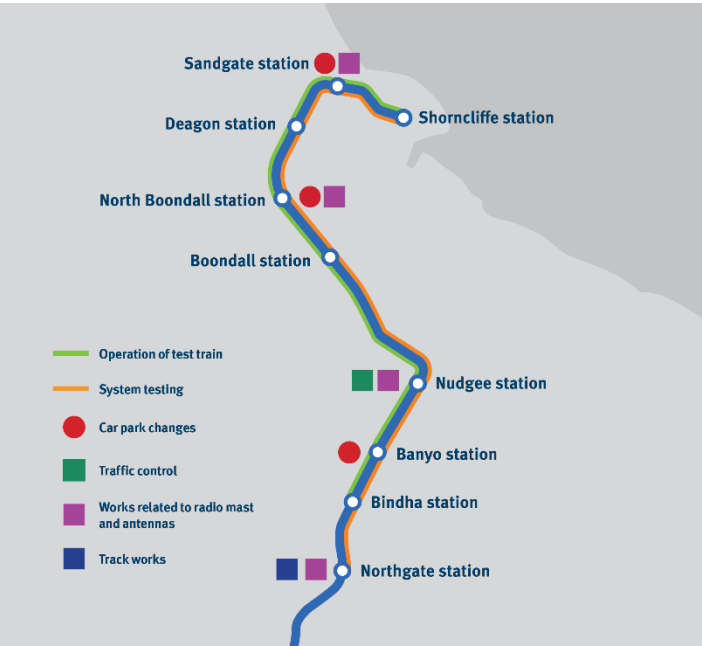 Sandgate station
Shorncliffe station
Deagon station
North Boondall station
Boondall station
Operation of test train
System testing
Nudgee station
Car park changes
Banyo station
Traffic control
Bindha station
Works related to radio mast
and antennas
Track works
Northgate station